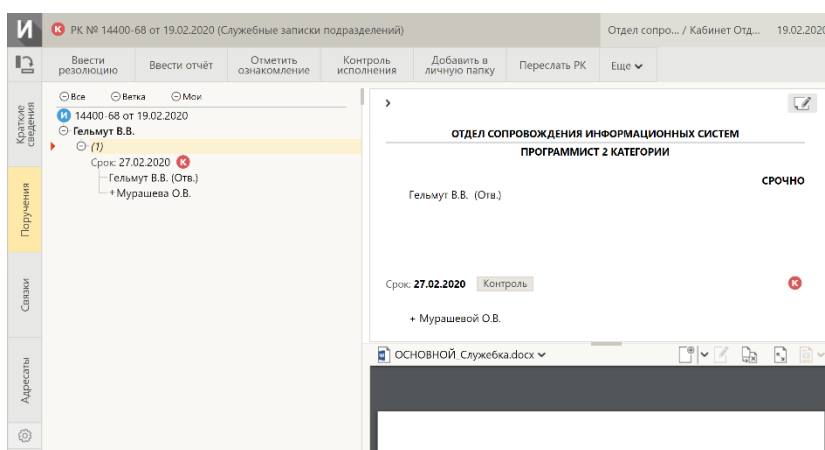 И
К РК № 14400-68 от 19.02.2020 (Служебные записки подразделений)
Отдел сопро... / Кабинет Отд... 19.02.2020
Ввести резолюцию
Ввести отчёт
Отметить ознакомление
Контроль исполнения
Добавить в личную папку
Переслать РК
Еще
Краткие сведения
Поручения
Связки
Адресаты
Все Ветка Мои
И 14400-68 от 19.02.2020
Гельмут В.В.
(1)
Срок: 27.02.2020 К
Гельмут В.В. (Отв.)
+ Мурашева О.В.
ОТДЕЛ СОПРОВОЖДЕНИЯ ИНФОРМАЦИОННЫХ СИСТЕМ
ПРОГРАММИСТ 2 КАТЕГОРИИ
СРОЧНО
Гельмут В.В. (Отв.)
Срок: 27.02.2020 Контроль К
+ Мурашевой О.В.
ОСНОВНОЙ_Служебка.docx